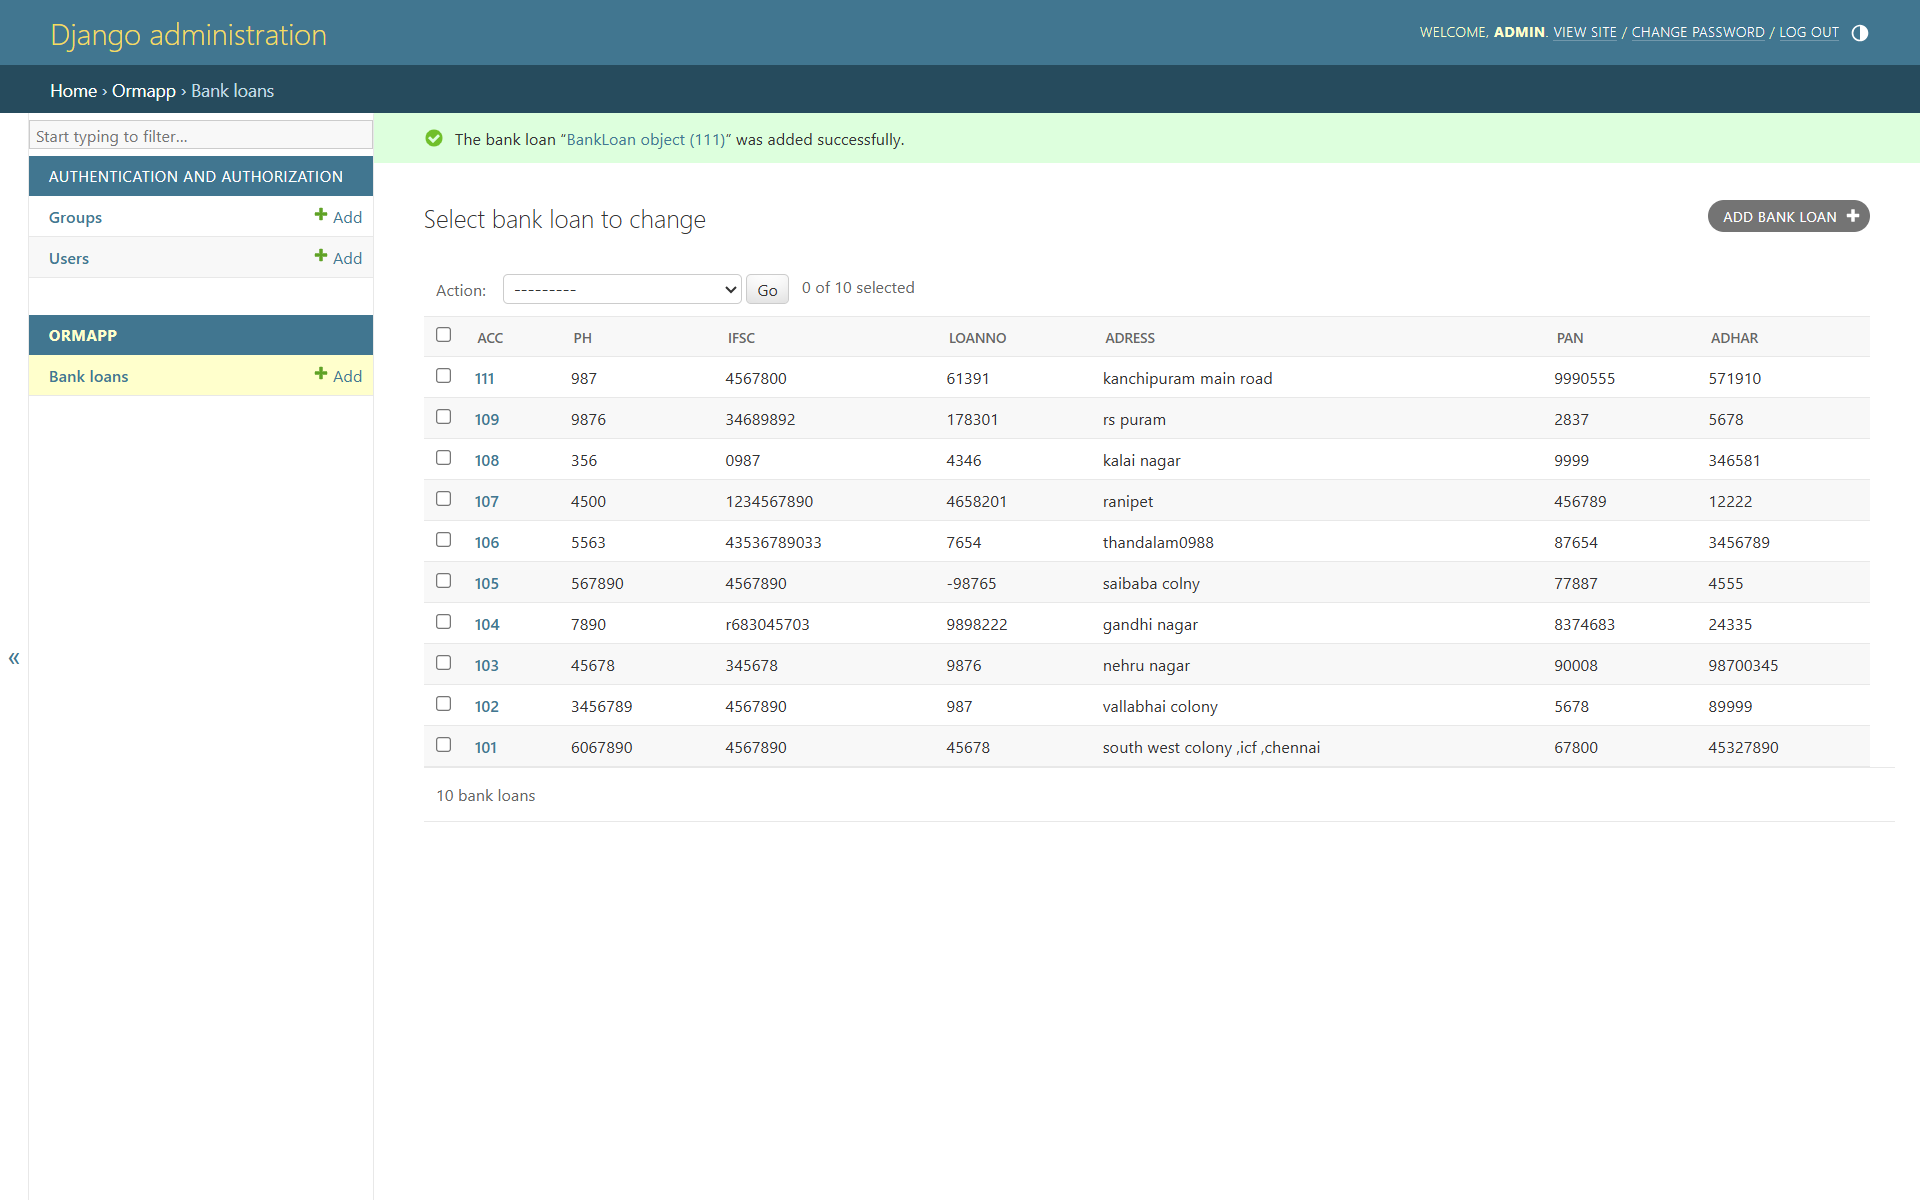 Django administration
WELCOME, ADMIN. VIEW SITE / CHANGE PASSWORD / LOG OUT
Home › Ormapp › Bank loans
Start typing to filter...
AUTHENTICATION AND AUTHORIZATION
Groups Add
Users Add
ORMAPP
Bank loans Add
«
The bank loan “BankLoan object (111)” was added successfully.
Select bank loan to change
ADD BANK LOAN
Action: --------- Go 0 of 10 selected
ACC PH IFSC LOANNO ADRESS PAN ADHAR
111 987 4567800 61391 kanchipuram main road 9990555 571910
109 9876 34689892 178301 rs puram 2837 5678
108 356 0987 4346 kalai nagar 9999 346581
107 4500 1234567890 4658201 ranipet 456789 12222
106 5563 43536789033 7654 thandalam0988 87654 3456789
105 567890 4567890 -98765 saibaba colny 77887 4555
104 7890 r683045703 9898222 gandhi nagar 8374683 24335
103 45678 345678 9876 nehru nagar 90008 98700345
102 3456789 4567890 987 vallabhai colony 5678 89999
101 6067890 4567890 45678 south west colony ,icf ,chennai 67800 45327890
10 bank loans